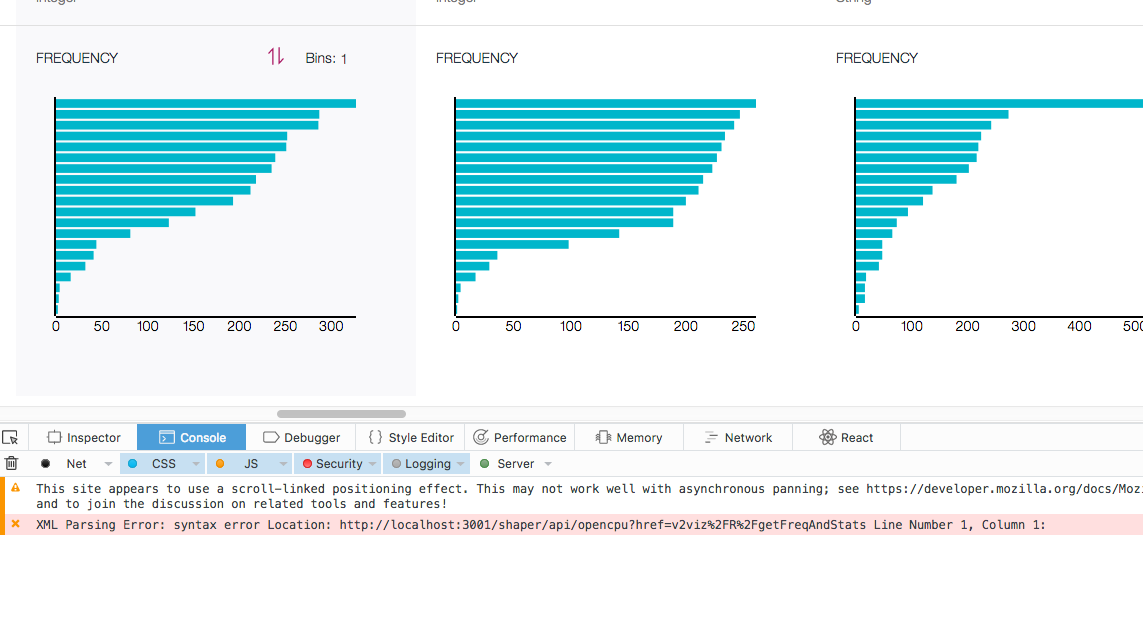 Integer Integer String
FREQUENCY Bins: 1 FREQUENCY FREQUENCY
0 50 100 150 200 250 300 0 50 100 150 200 250 0 100 200 300 400 500
Inspector Console Debugger Style Editor Performance Memory Network React
Net CSS JS Security Logging Server
This site appears to use a scroll-linked positioning effect. This may not work well with asynchronous panning; see https://developer.mozilla.org/docs/Moz
and to join the discussion on related tools and features!
XML Parsing Error: syntax error Location: http://localhost:3001/shaper/api/opencpu?href=v2viz%2FR%2FgetFreqAndStats Line Number 1, Column 1: